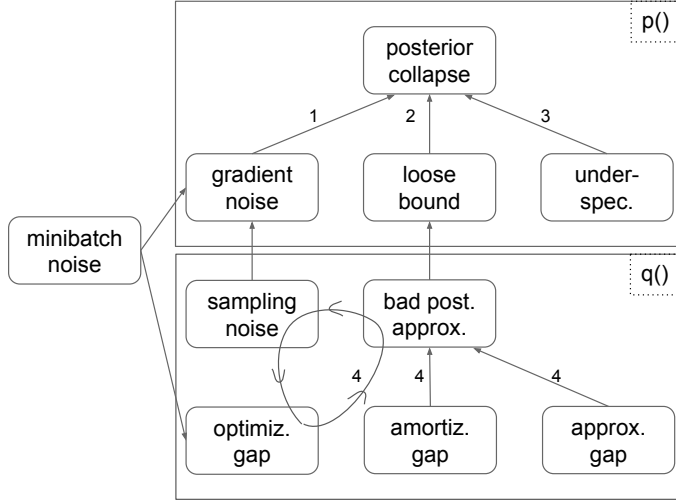 p()
posterior
collapse
1
2
3
gradient
noise
loose
bound
under-
spec.
minibatch
noise
q()
sampling
noise
bad post.
approx.
4
4
4
optimiz.
gap
amortiz.
gap
approx.
gap